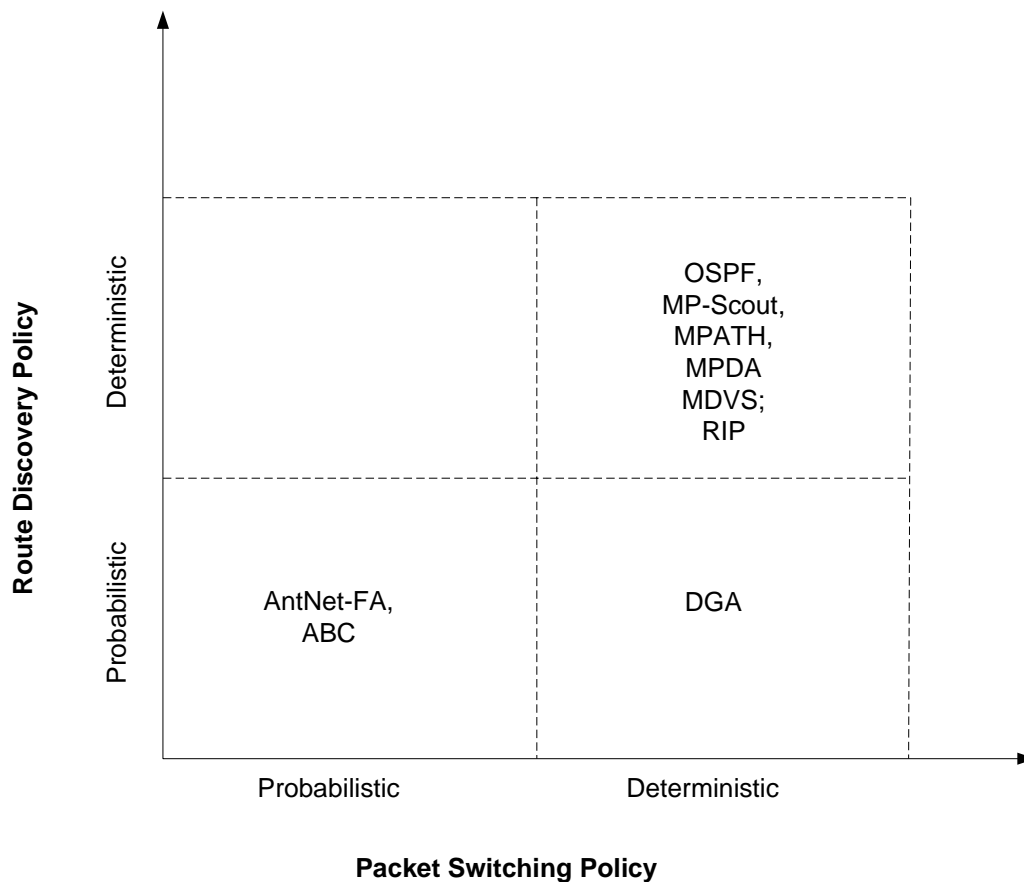 Route Discovery Policy
Deterministic
Probabilistic
OSPF,
MP-Scout,
MPATH,
MPDA
MDVS;
RIP
AntNet-FA,
ABC
DGA
Probabilistic
Deterministic
Packet Switching Policy